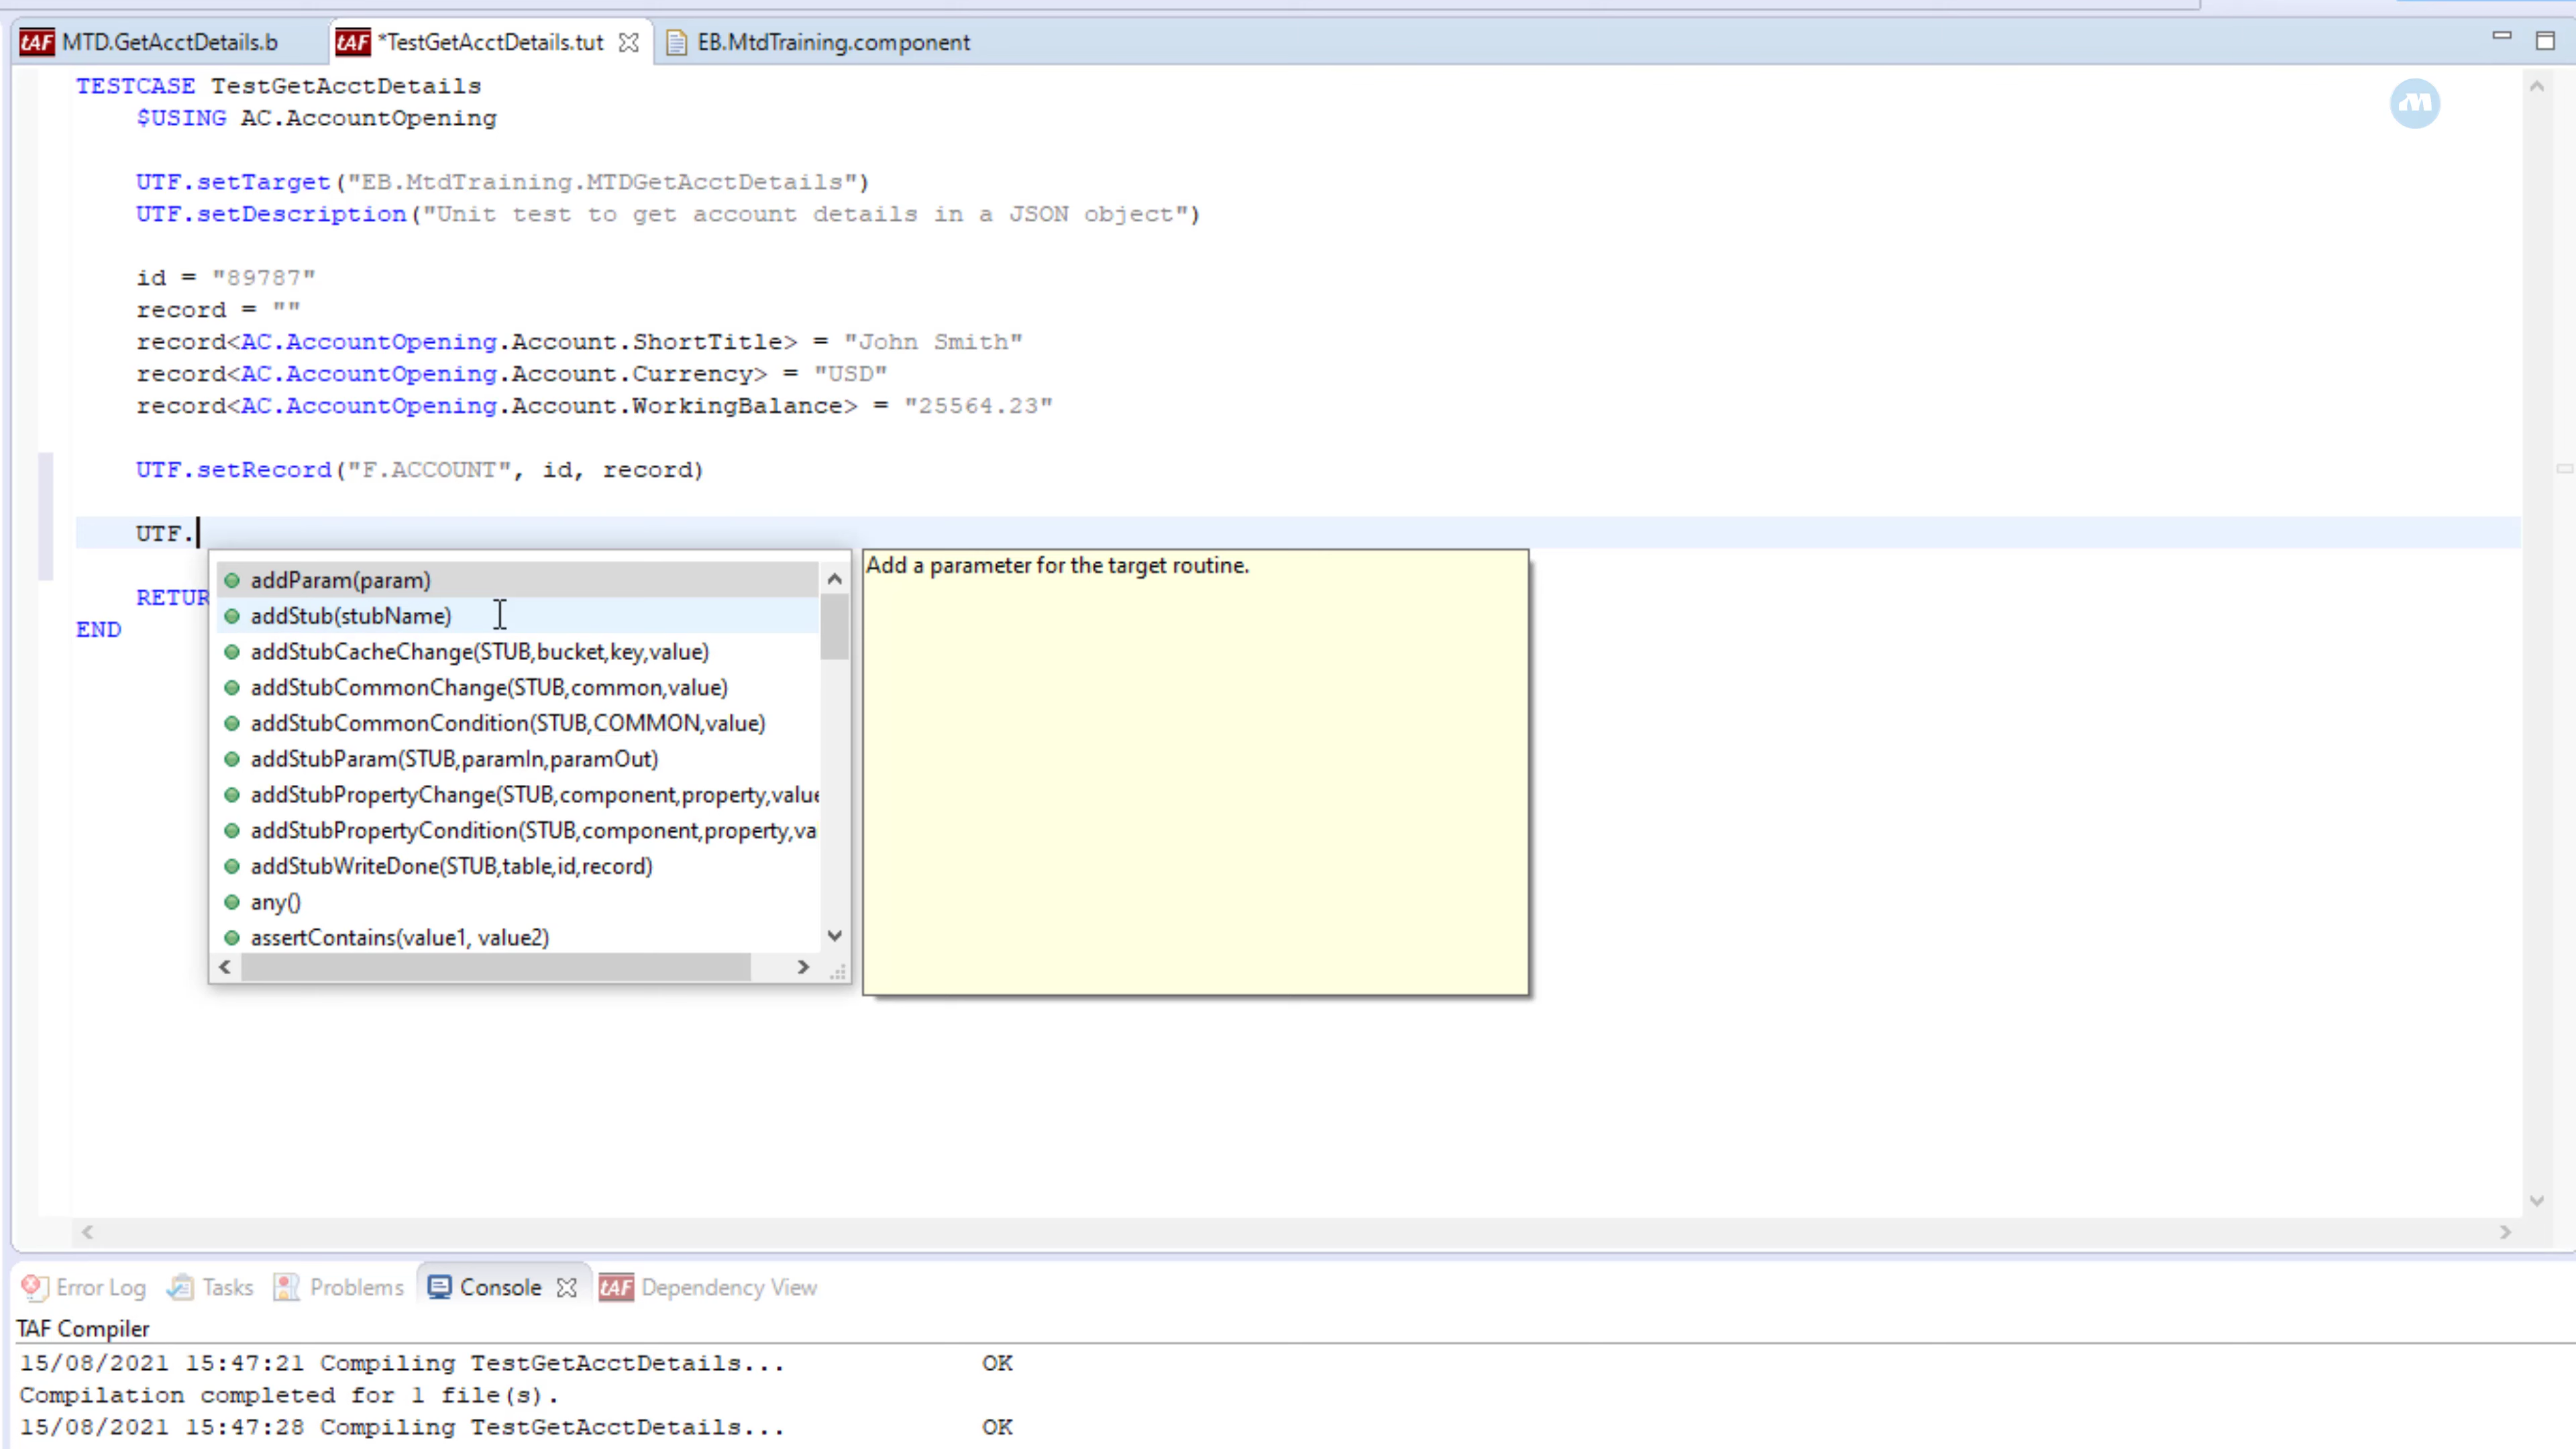 tAF MTD.GetAcctDetails.b
tAF *TestGetAcctDetails.tut
EB.MtdTraining.component
TESTCASE TestGetAcctDetails
$USING AC.AccountOpening
UTF.setTarget("EB.MtdTraining.MTDGetAcctDetails")
UTF.setDescription("Unit test to get account details in a JSON object")
id = "89787"
record = ""
record<AC.AccountOpening.Account.ShortTitle> = "John Smith"
record<AC.AccountOpening.Account.Currency> = "USD"
record<AC.AccountOpening.Account.WorkingBalance> = "25564.23"
UTF.setRecord("F.ACCOUNT", id, record)
UTF.
RETUR
END
addParam(param)
addStub(stubName)
addStubCacheChange(STUB,bucket,key,value)
addStubCommonChange(STUB,common,value)
addStubCommonCondition(STUB,COMMON,value)
addStubParam(STUB,paramIn,paramOut)
addStubPropertyChange(STUB,component,property,value
addStubPropertyCondition(STUB,component,property,va
addStubWriteDone(STUB,table,id,record)
any()
assertContains(value1, value2)
Add a parameter for the target routine.
Error Log
Tasks
Problems
Console
tAF Dependency View
TAF Compiler
15/08/2021 15:47:21 Compiling TestGetAcctDetails... OK
Compilation completed for 1 file(s).
15/08/2021 15:47:28 Compiling TestGetAcctDetails... OK